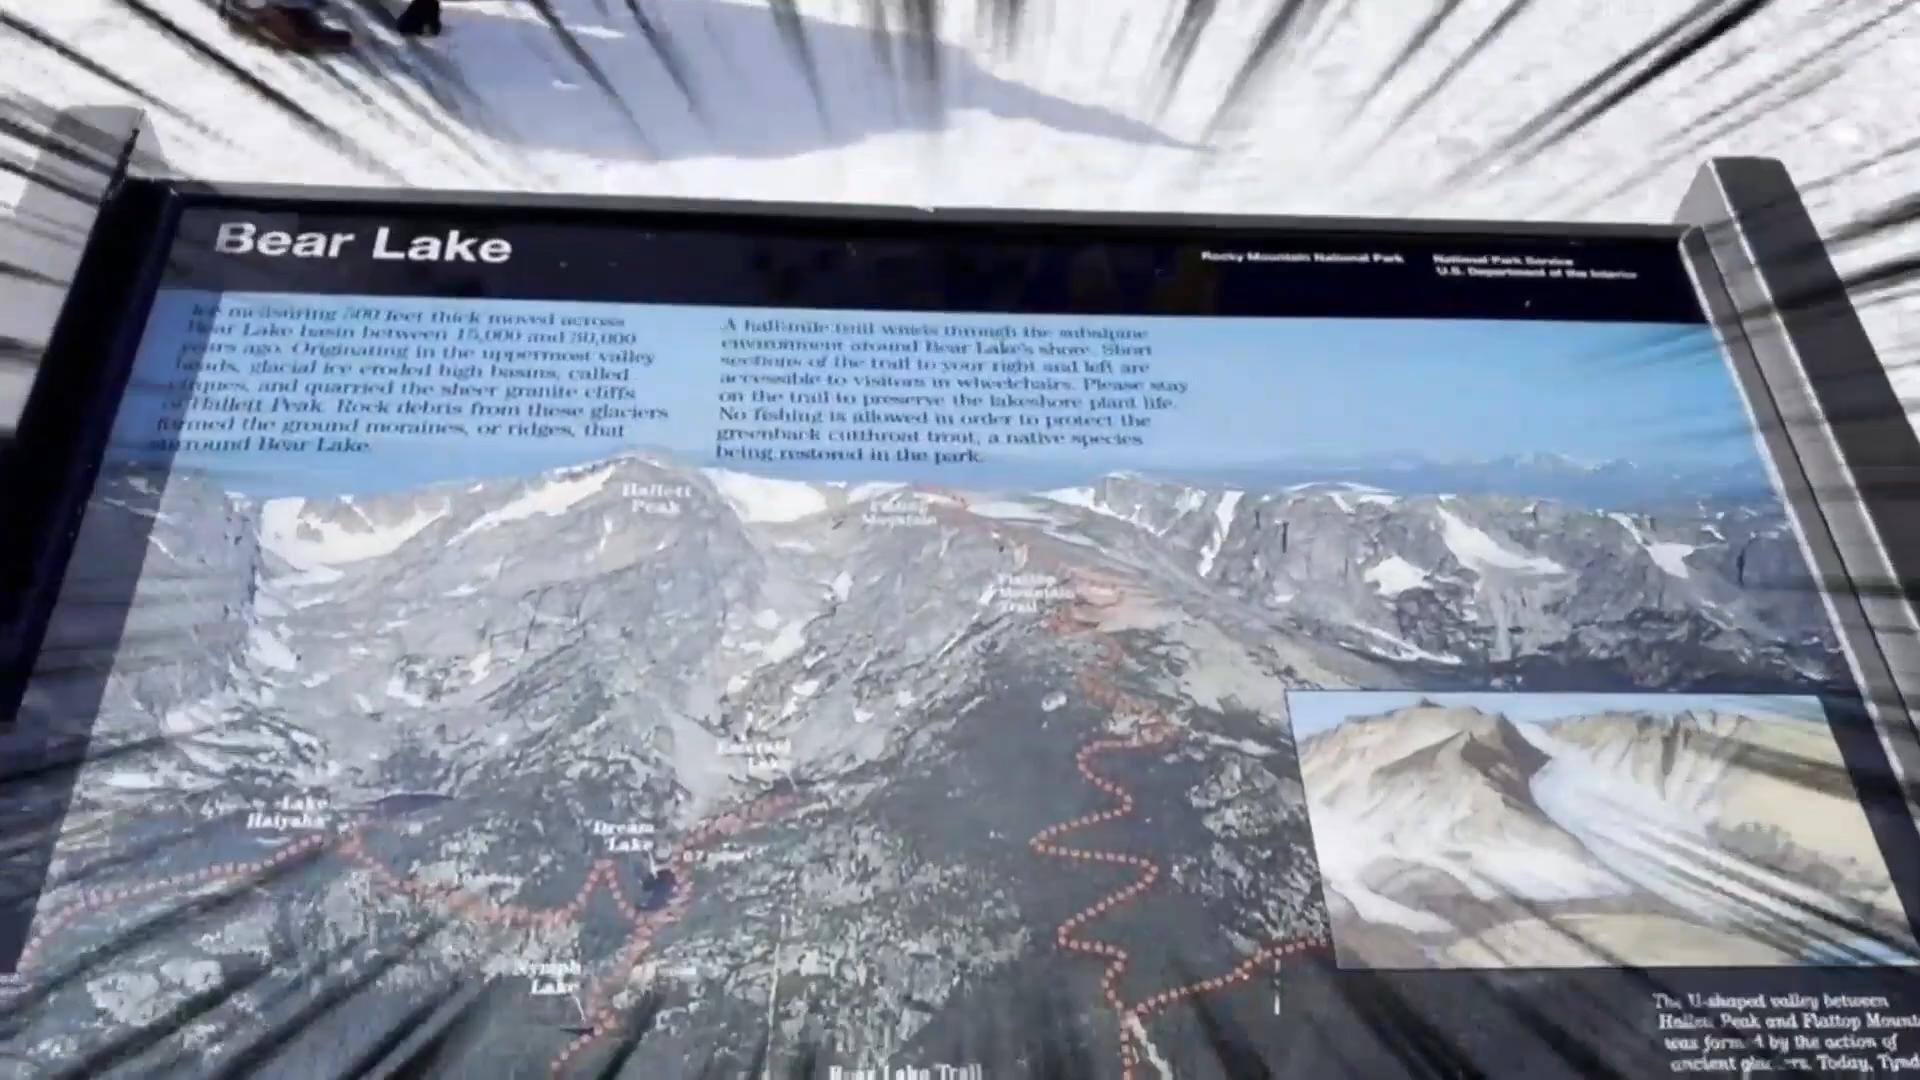 Bear Lake
Rocky Mountain National Park
National Park Service
U.S. Department of the Interior
Ice measuring 500 feet thick moved across
Bear Lake basin between 15,000 and 30,000
years ago. Originating in the uppermost valley
heads, glacial ice eroded high basins, called
cirques, and quarried the sheer granite cliffs
of Hallett Peak. Rock debris from these glaciers
formed the ground moraines, or ridges, that
surround Bear Lake.
A half-mile trail winds through the subalpine
environment around Bear Lake's shore. Short
sections of the trail to your right and left are
accessible to visitors in wheelchairs. Please stay
on the trail to preserve the lakeshore plant life.
No fishing is allowed in order to protect the
greenback cutthroat trout, a native species
being restored in the park.
Hallett
Peak
Flattop
Mountain
Flattop
Mountain
Trail
Emerald
Lake
Lake
Haiyaha
Dream
Lake
Nymph
Lake
Bear Lake Trail
The U-shaped valley between
Hallett Peak and Flattop Mounta
was formed by the action of
ancient glaciers. Today, Tynd